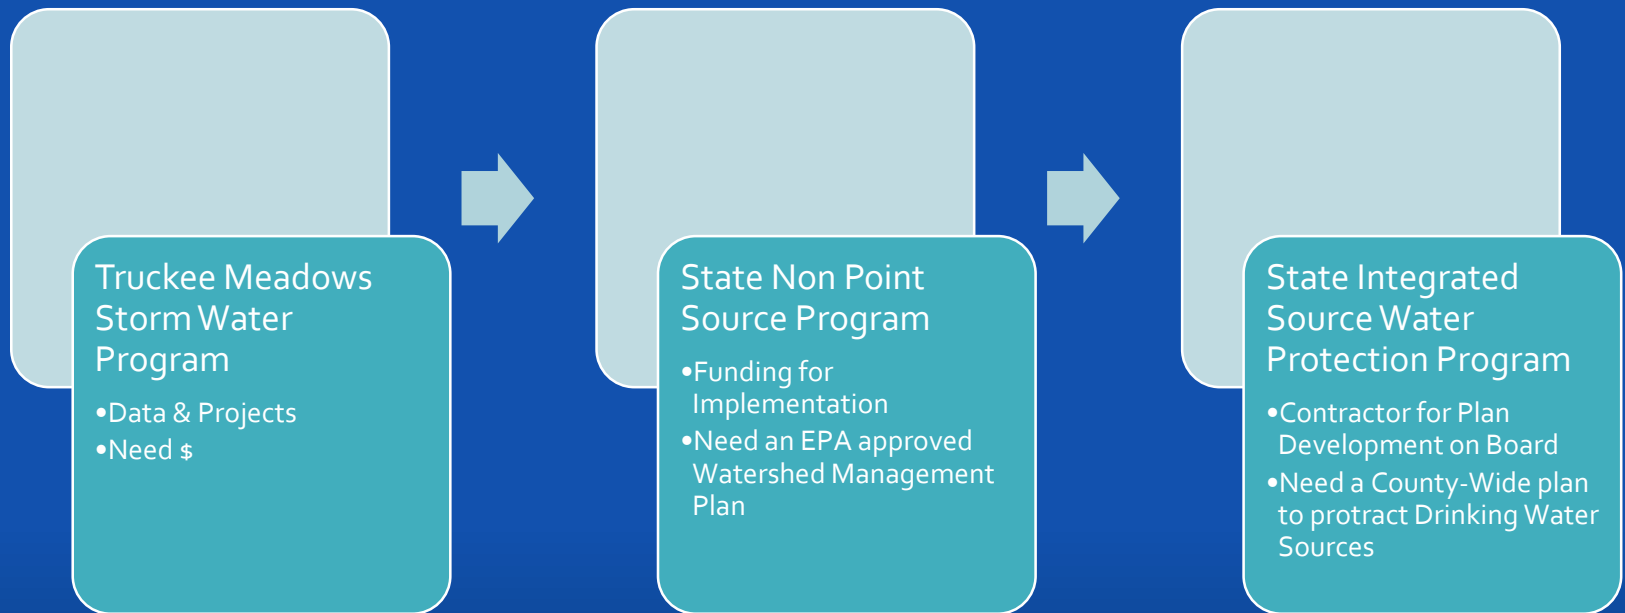 Truckee Meadows
Storm Water
Program
•Data & Projects
•Need $
State Non Point
Source Program
•Funding for
Implementation
•Need an EPA approved
Watershed Management
Plan
State Integrated
Source Water
Protection Program
•Contractor for Plan
Development on Board
•Need a County-Wide plan
to protract Drinking Water
Sources